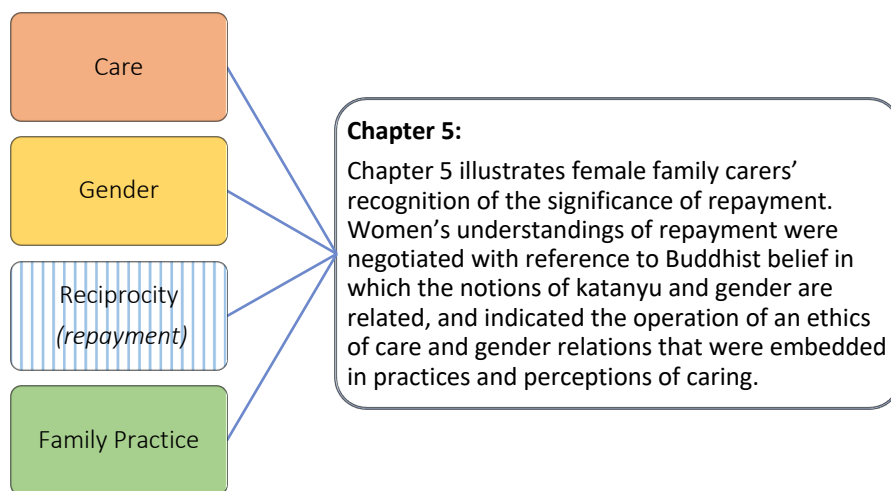 Care
Gender
Reciprocity
(repayment)
Family Practice
Chapter 5:
Chapter 5 illustrates female family carers’
recognition of the significance of repayment.
Women’s understandings of repayment were
negotiated with reference to Buddhist belief in
which the notions of katanyu and gender are
related, and indicated the operation of an ethics
of care and gender relations that were embedded
in practices and perceptions of caring.